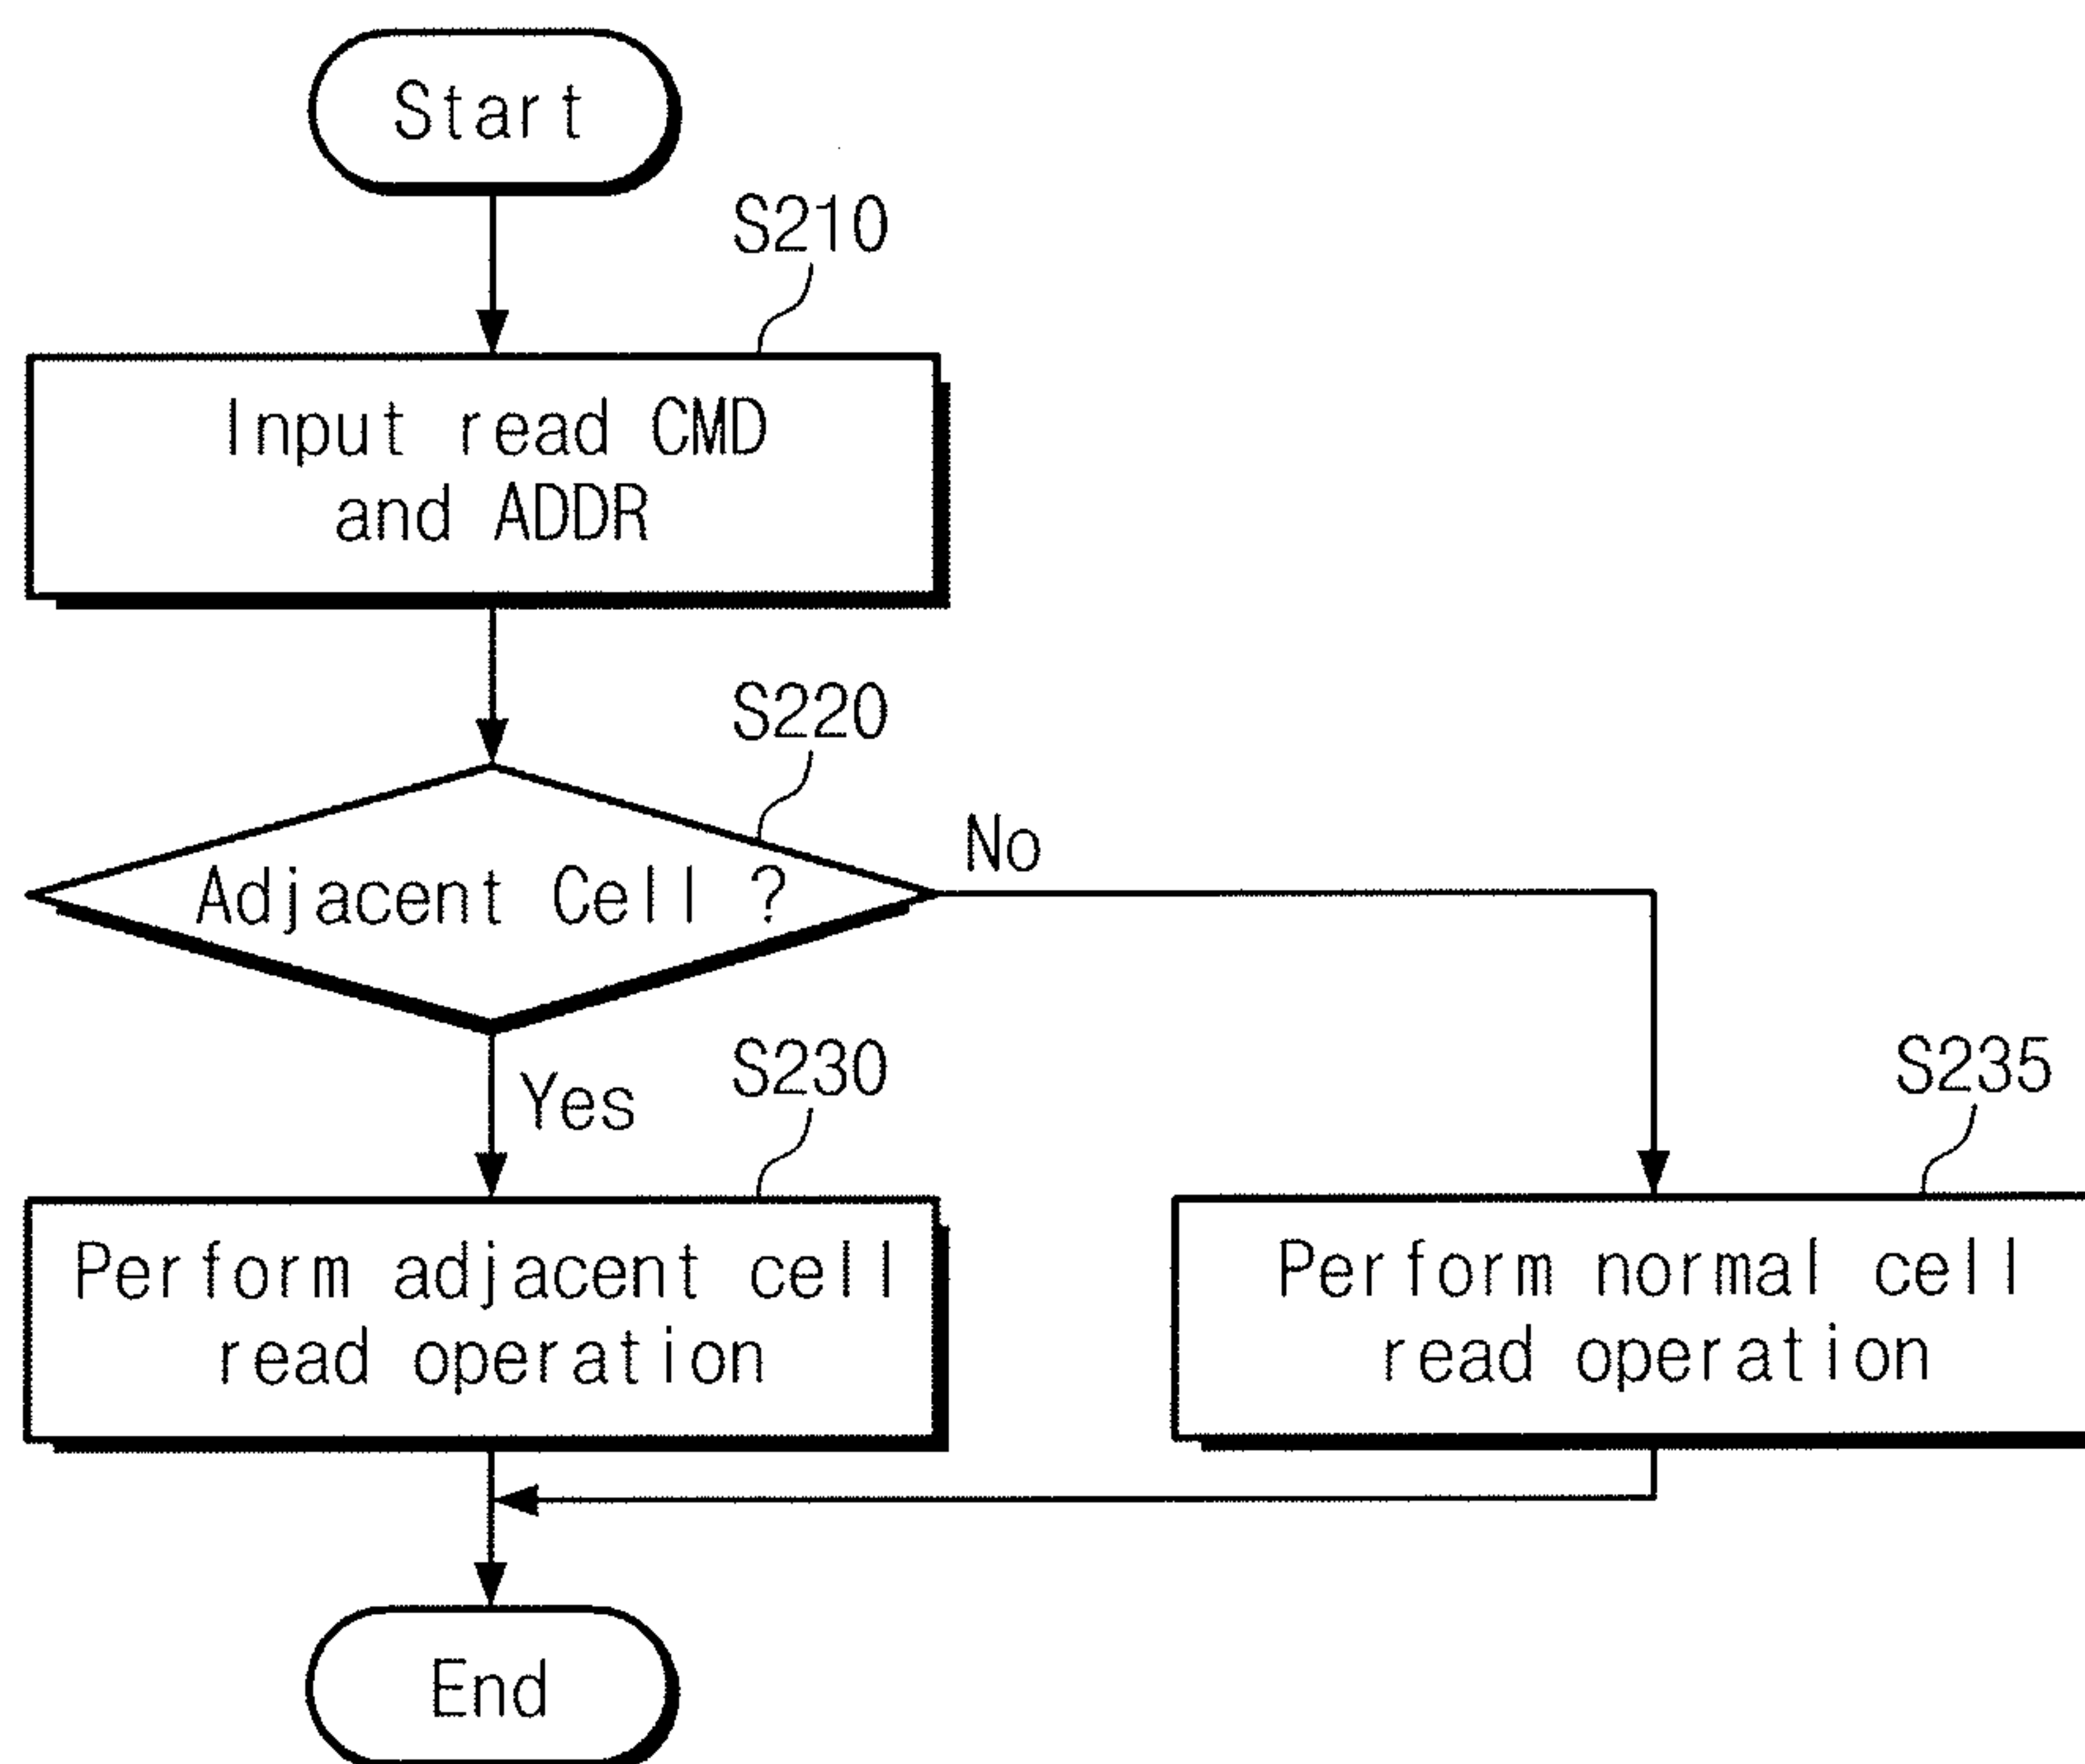 Start
S210
Input read CMD
and ADDR
S220
Adjacent Cell ?
No
Yes
S230
S235
Perform adjacent cell
read operation
Perform normal cell
read operation
End